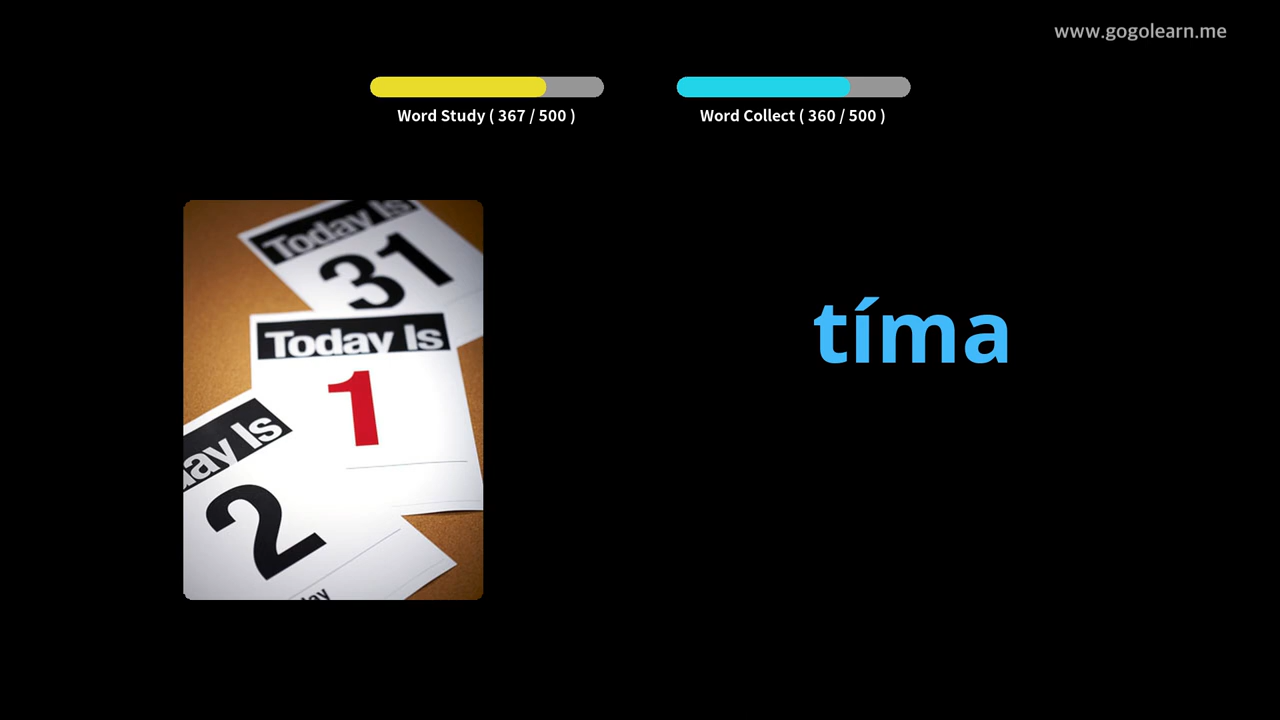 www.gogolearn.me
Word Study ( 367 / 500 )
Word Collect ( 360 / 500 )
Today Is
31
Today Is
1
ay Is
2
ay
tíma